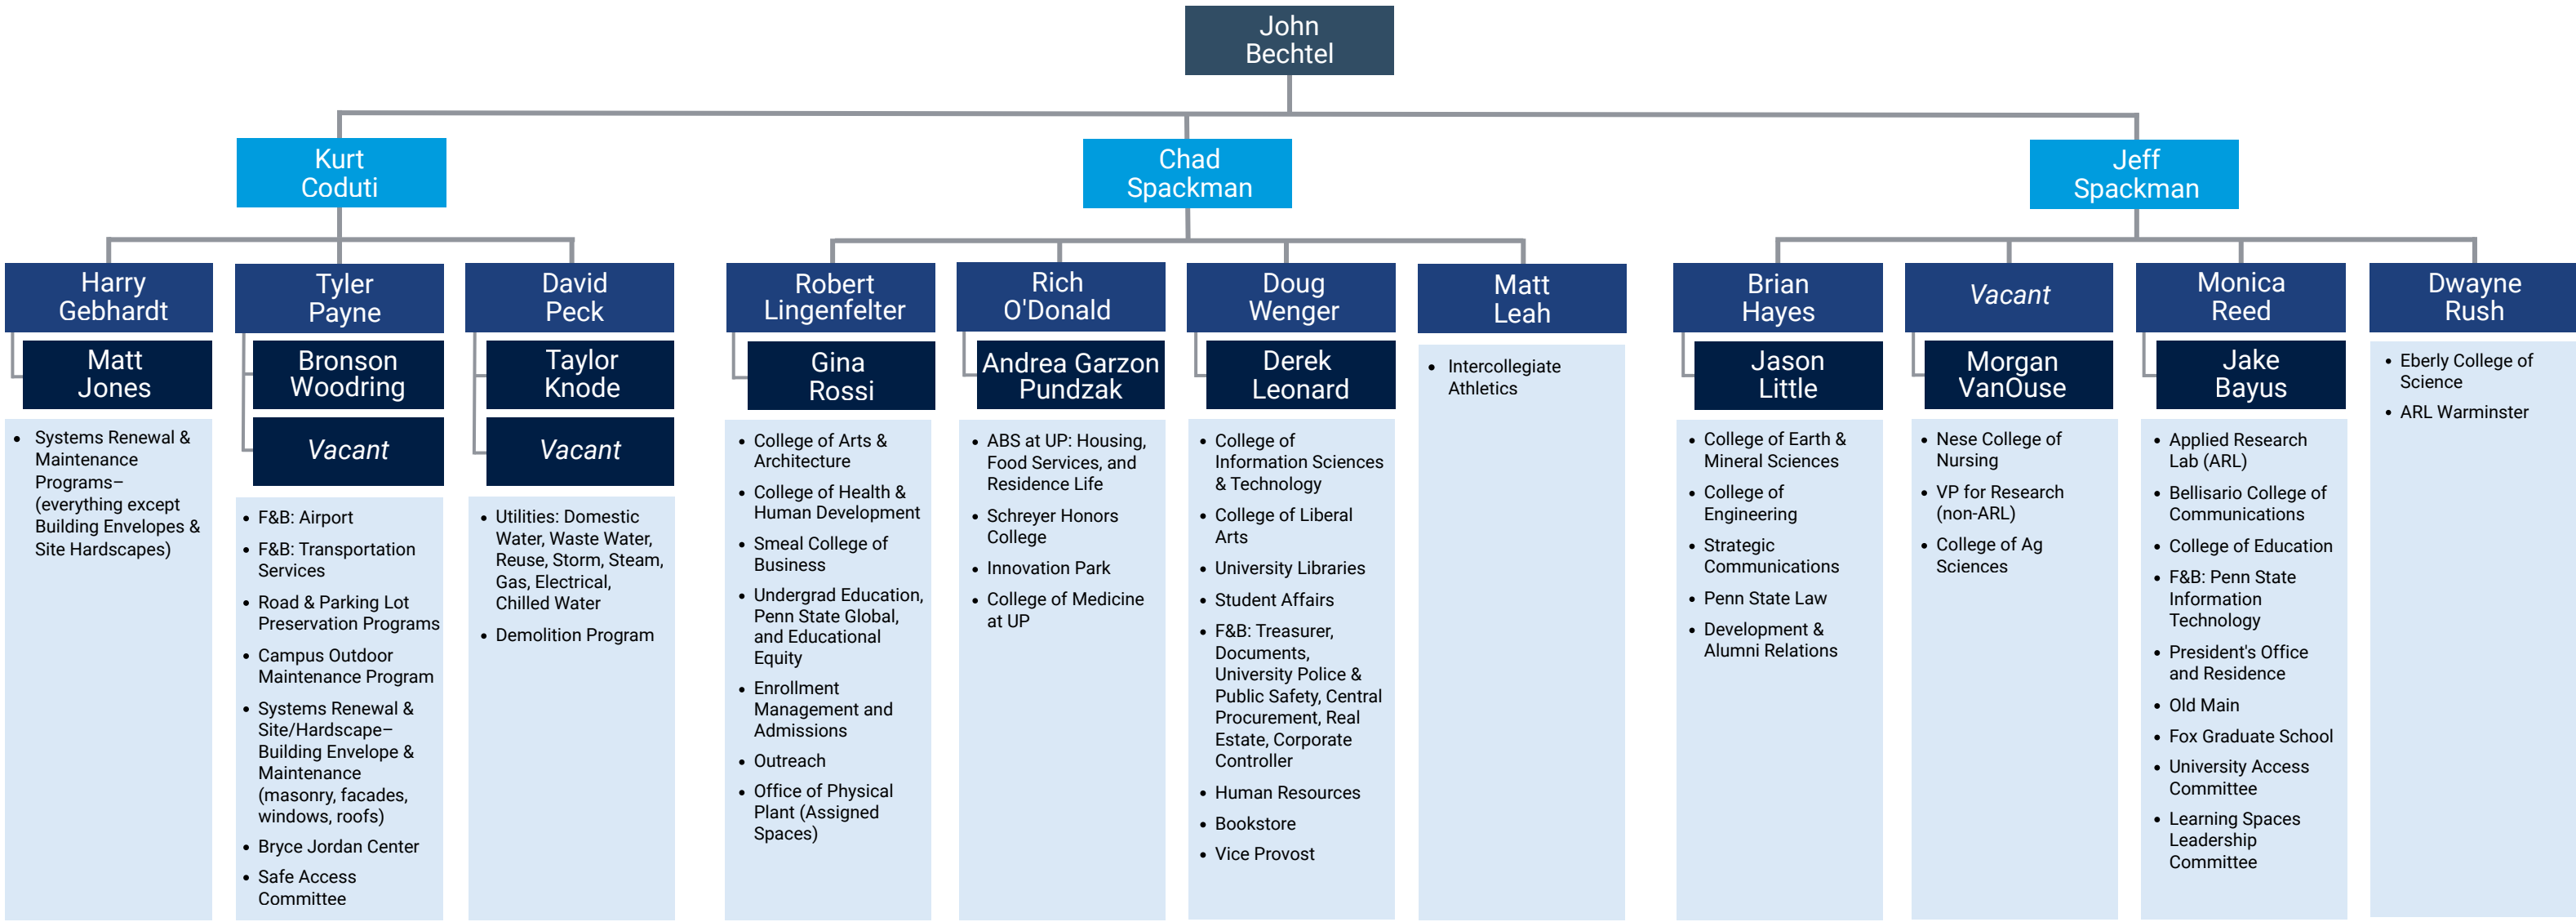 John
Bechtel
Kurt
Coduti
Chad
Spackman
Jeff
Spackman
Harry
Gebhardt
Matt
Jones
• Systems Renewal &
Maintenance
Programs–
(everything except
Building Envelopes &
Site Hardscapes)
Tyler
Payne
Bronson
Woodring
Vacant
• F&B: Airport
• F&B: Transportation
Services
• Road & Parking Lot
Preservation Programs
• Campus Outdoor
Maintenance Program
• Systems Renewal &
Site/Hardscape–
Building Envelope &
Maintenance
(masonry, facades,
windows, roofs)
• Bryce Jordan Center
• Safe Access
Committee
David
Peck
Taylor
Knode
Vacant
• Utilities: Domestic
Water, Waste Water,
Reuse, Storm, Steam,
Gas, Electrical,
Chilled Water
• Demolition Program
Robert
Lingenfelter
Gina
Rossi
• College of Arts &
Architecture
• College of Health &
Human Development
• Smeal College of
Business
• Undergrad Education,
Penn State Global,
and Educational
Equity
• Enrollment
Management and
Admissions
• Outreach
• Office of Physical
Plant (Assigned
Spaces)
Rich
O'Donald
Andrea Garzon
Pundzak
• ABS at UP: Housing,
Food Services, and
Residence Life
• Schreyer Honors
College
• Innovation Park
• College of Medicine
at UP
Doug
Wenger
Derek
Leonard
• College of
Information Sciences
& Technology
• College of Liberal
Arts
• University Libraries
• Student Affairs
• F&B: Treasurer,
Documents,
University Police &
Public Safety, Central
Procurement, Real
Estate, Corporate
Controller
• Human Resources
• Bookstore
• Vice Provost
Matt
Leah
• Intercollegiate
Athletics
Brian
Hayes
Jason
Little
• College of Earth &
Mineral Sciences
• College of
Engineering
• Strategic
Communications
• Penn State Law
• Development &
Alumni Relations
Vacant
Morgan
VanOuse
• Nese College of
Nursing
• VP for Research
(non-ARL)
• College of Ag
Sciences
Monica
Reed
Jake
Bayus
• Applied Research
Lab (ARL)
• Bellisario College of
Communications
• College of Education
• F&B: Penn State
Information
Technology
• President's Office
and Residence
• Old Main
• Fox Graduate School
• University Access
Committee
• Learning Spaces
Leadership
Committee
Dwayne
Rush
• Eberly College of
Science
• ARL Warminster